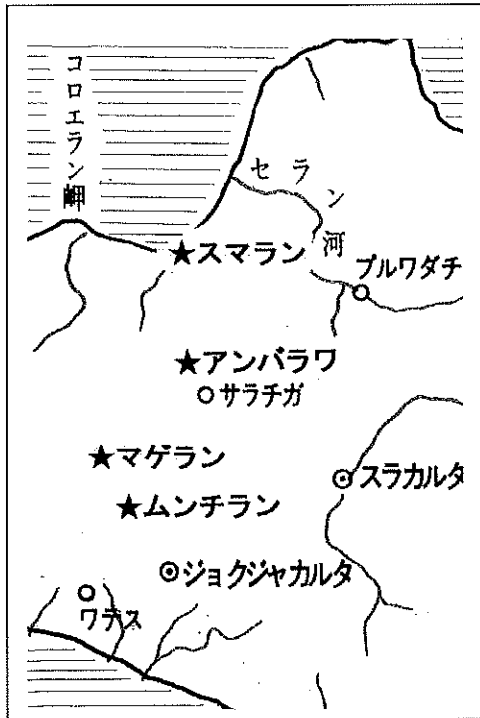 コロエラン岬
セラン河
★スマラン
プルワダチ
★アンバラワ
サラチガ
★マゲラン
スラカルタ
★ムンチラン
ジョクジャカルタ
ワテス